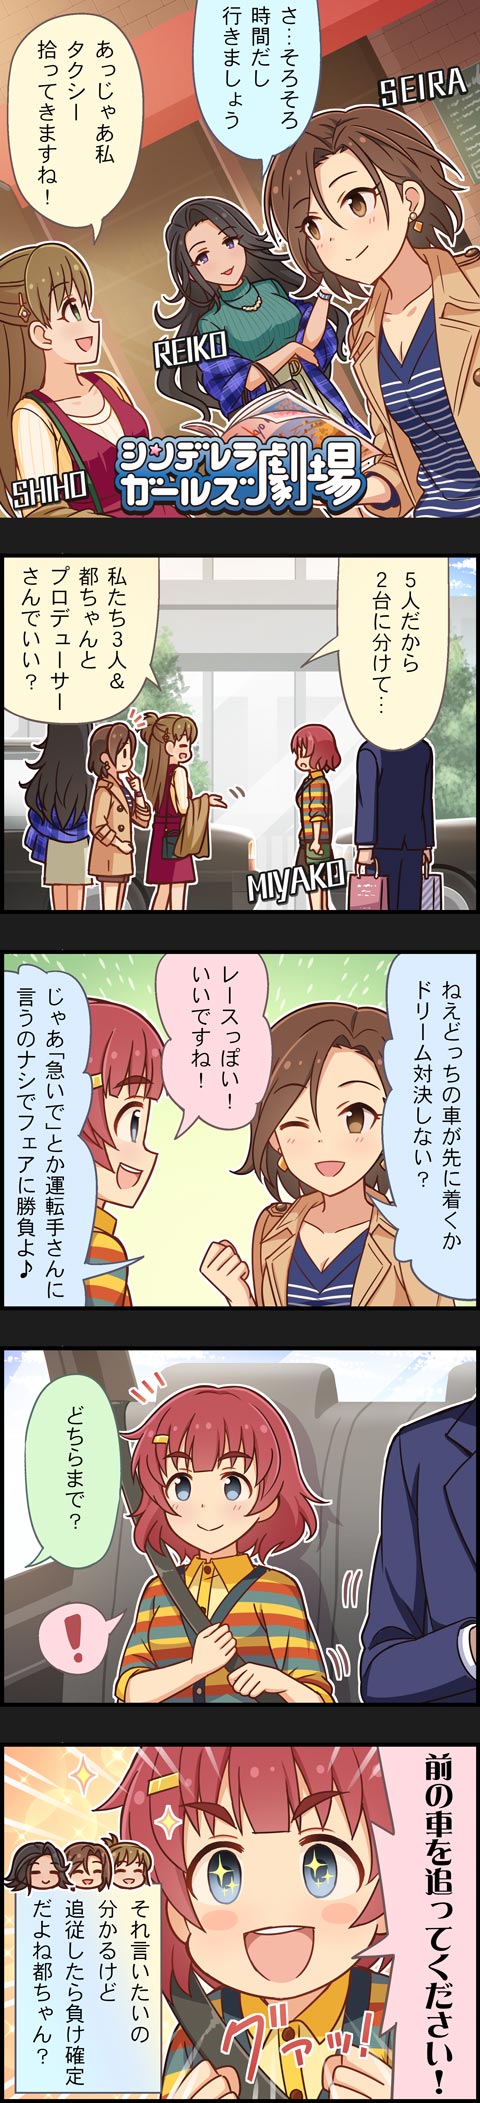 さ…そろそろ
時間だし
行きましょう
あっじゃあ私
タクシー
拾ってきますね！
SEIRA
REIKO
SHIHO
シンデレラ
ガールズ劇場
5人だから
2台に分けて…
私たち3人＆
都ちゃんと
プロデューサー
さんでいい？
MIYAKO
ねえどっちの車が先に着くか
ドリーム対決しない？
レースっぽい！
いいですね！
じゃあ「急いで」とか運転手さんに
言うのナシでフェアに勝負よ♪
どちらまで？
！
前の車を追ってください！
グァッ！
それ言いたいの
分かるけど
追従したら負け確定
だよね都ちゃん？